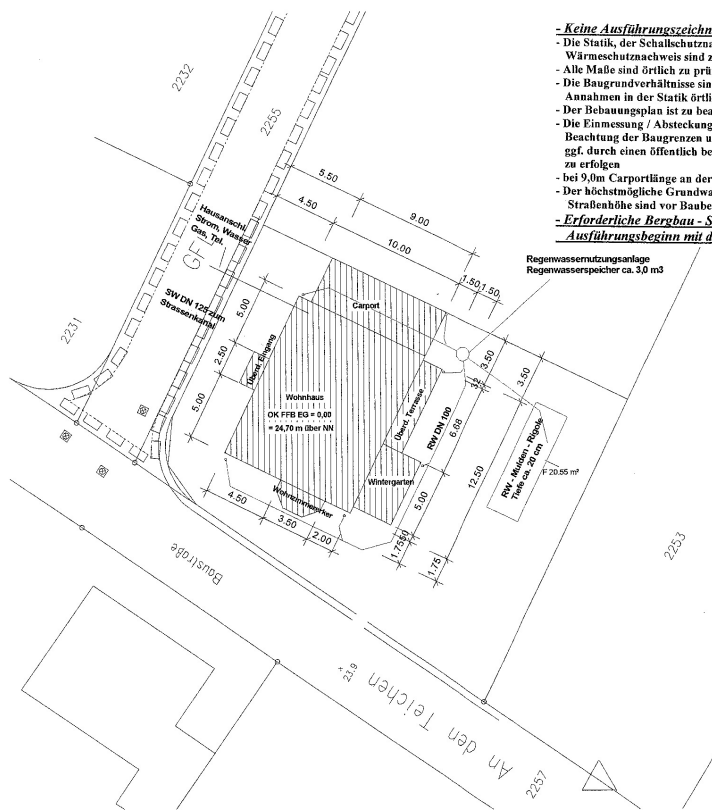 - Keine Ausführungszeichn
- Die Statik, der Schallschutzna
Wärmeschutznachweis sind z
- Alle Maße sind örtlich zu prü
- Die Baugrundverhältnisse sin
Annahmen in der Statik örtli
- Der Bebauungsplan ist zu bea
- Die Einmessung / Absteckung
Beachtung der Baugrenzen u
ggf. durch einen öffentlich be
zu erfolgen
- bei 9,0m Carportlänge an der
- Der höchstmögliche Grundwa
Straßenhöhe sind vor Baube
- Erforderliche Bergbau - S
Ausführungsbeginn mit d
Regenwassernutzungsanlage
Regenwasserspeicher ca. 3,0 m3
2232
2255
5.50
4.50
9.00
10.00
1.50
1.50
Hausanschl.
Strom, Wasser
Gas, Tel.
GF
SW DN 125 zum
Strassenkanal
2231
5.00
2.50
5.00
Überd. Eingang
Carport
Wohnhaus
OK FFB EG = 0,00
= 24,70 m über NN
Überd. Terrasse
RW DN 100
3.50
3.50
32
6.68
12.50
RW - Mulden - Rigole
Tiefe ca. 20 cm
F 20.55 m²
Wintergarten
5.00
Wohnzimmererker
4.50
3.50
2.00
50
1.75
1.75
2253
Baustraße
23.9
An den Teichen
2257